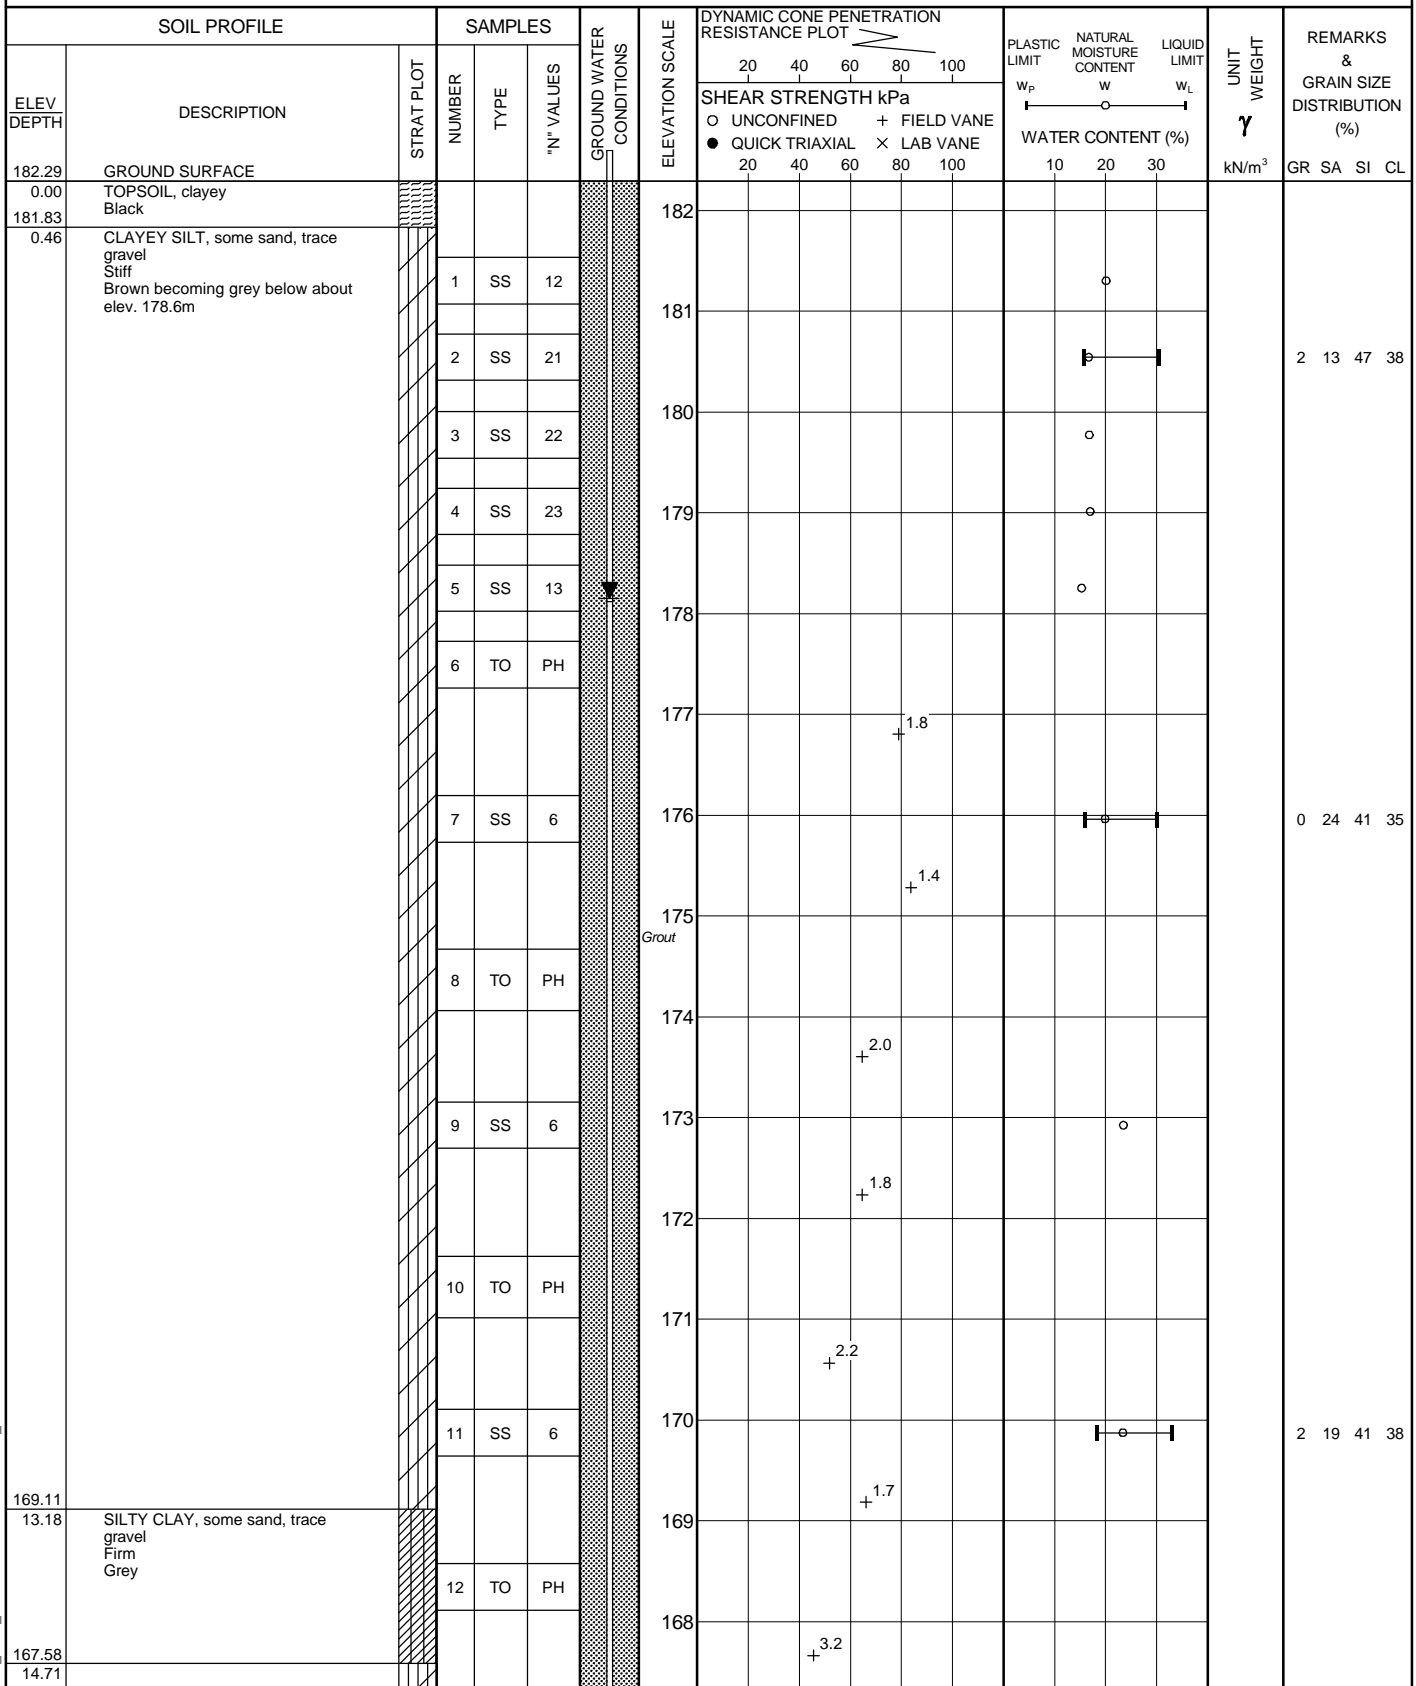 SOIL PROFILE
SAMPLES
GROUND WATER
CONDITIONS
ELEVATION SCALE
DYNAMIC CONE PENETRATION
RESISTANCE PLOT
20 40 60 80 100
SHEAR STRENGTH kPa
○ UNCONFINED + FIELD VANE
● QUICK TRIAXIAL × LAB VANE
20 40 60 80 100
PLASTIC
LIMIT
NATURAL
MOISTURE
CONTENT
LIQUID
LIMIT
WP W WL
WATER CONTENT (%)
10 20 30
UNIT
WEIGHT
γ
kN/m³
REMARKS
&
GRAIN SIZE
DISTRIBUTION
(%)
GR SA SI CL
ELEV
DEPTH
DESCRIPTION
STRAT PLOT
NUMBER
TYPE
"N" VALUES
182.29 GROUND SURFACE
0.00 TOPSOIL, clayey
Black
181.83
182
0.46 CLAYEY SILT, some sand, trace
gravel
Stiff
Brown becoming grey below about
elev. 178.6m
1 SS 12
181
2 SS 21
2 13 47 38
180
3 SS 22
4 SS 23
179
5 SS 13
178
6 TO PH
177
1.8
7 SS 6
176
0 24 41 35
1.4
175
Grout
8 TO PH
174
2.0
9 SS 6
173
1.8
172
10 TO PH
171
2.2
170
11 SS 6
2 19 41 38
1.7
169.11
13.18 SILTY CLAY, some sand, trace
gravel
Firm
Grey
169
12 TO PH
168
3.2
167.58
14.71